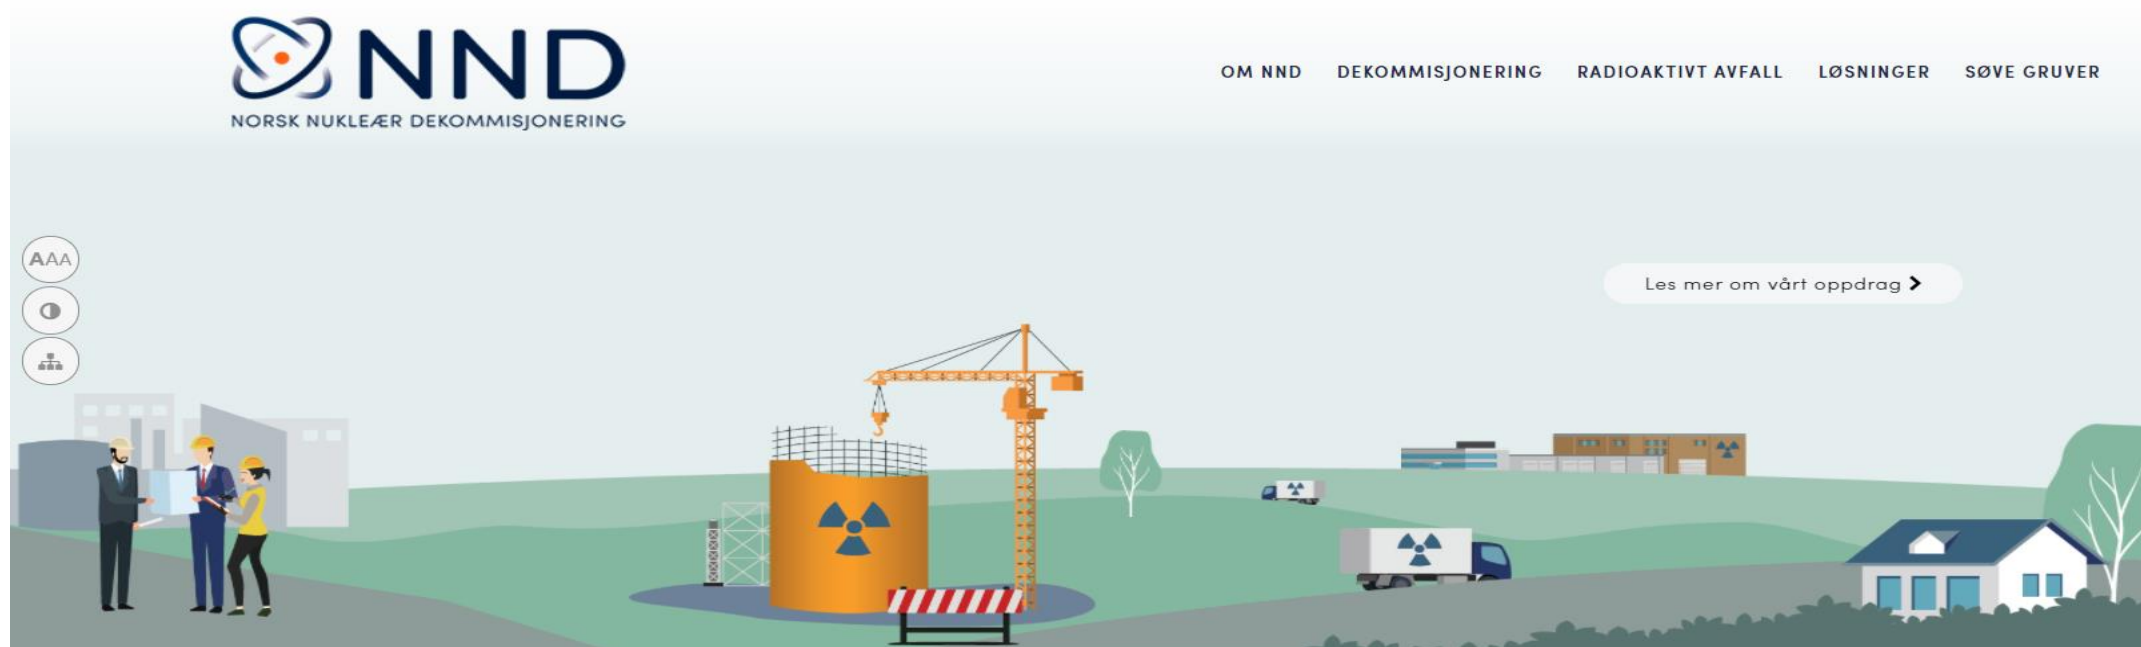 NND
NORSK NUKLEÆR DEKOMMISJONERING
OM NND DEKOMMISJONERING RADIOAKTIVT AVFALL LØSNINGER SØVE GRUVER
AAA
Les mer om vårt oppdrag